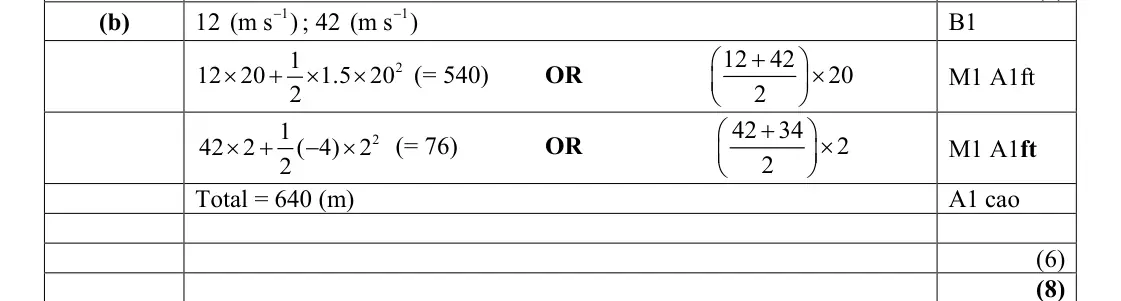 (b) 12 (m s⁻¹) ; 42 (m s⁻¹) B1
12×20+1/2×1.5×20² (= 540) OR ((12+42)/2)×20 M1 A1ft
42×2+1/2(−4)×2² (= 76) OR ((42+34)/2)×2 M1 A1ft
Total = 640 (m) A1 cao
(6)
(8)